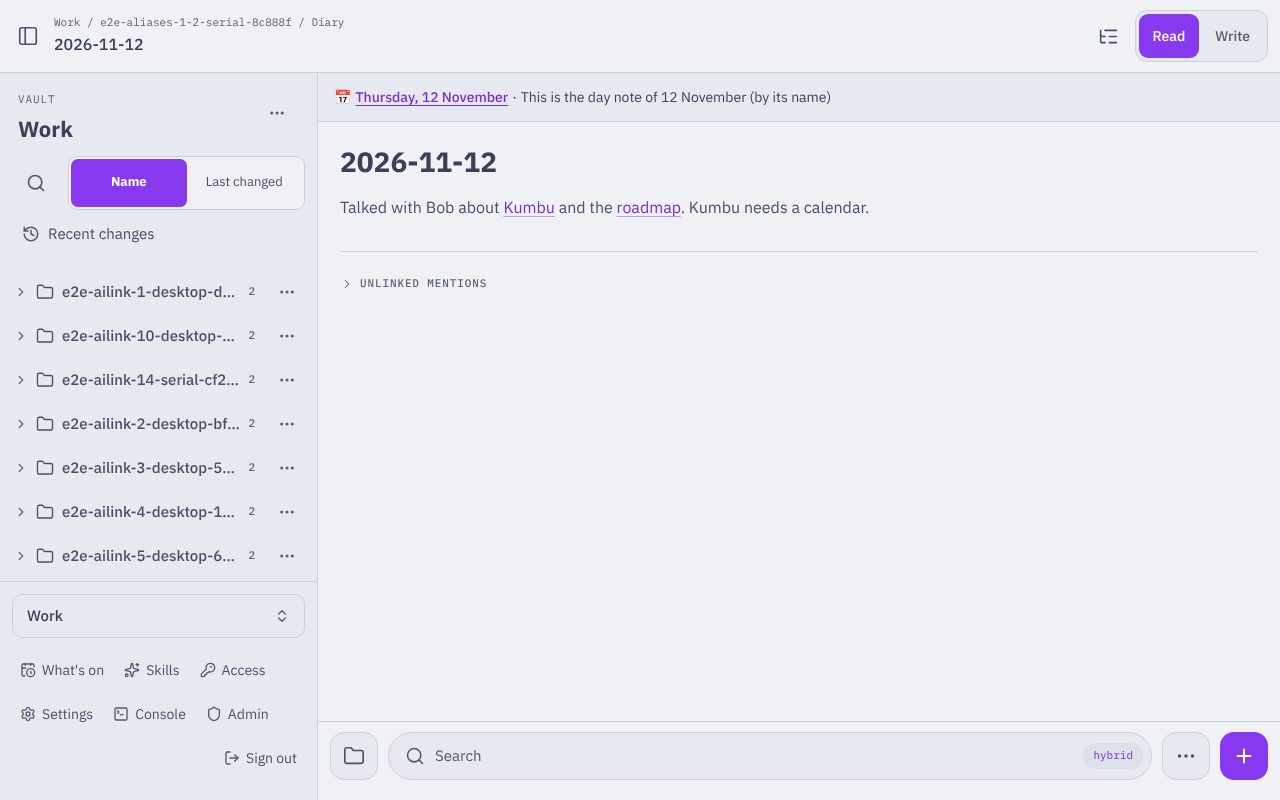 Work / e2e-aliases-1-2-serial-8c888f / Diary
2026-11-12
Read
Write
VAULT
Work
Name
Last changed
Recent changes
e2e-ailink-1-desktop-d... 2
e2e-ailink-10-desktop-... 2
e2e-ailink-14-serial-cf2... 2
e2e-ailink-2-desktop-bf... 2
e2e-ailink-3-desktop-5... 2
e2e-ailink-4-desktop-1... 2
e2e-ailink-5-desktop-6... 2
Work
What's on
Skills
Access
Settings
Console
Admin
Sign out
Thursday, 12 November · This is the day note of 12 November (by its name)
2026-11-12
Talked with Bob about Kumbu and the roadmap. Kumbu needs a calendar.
UNLINKED MENTIONS
Search
hybrid